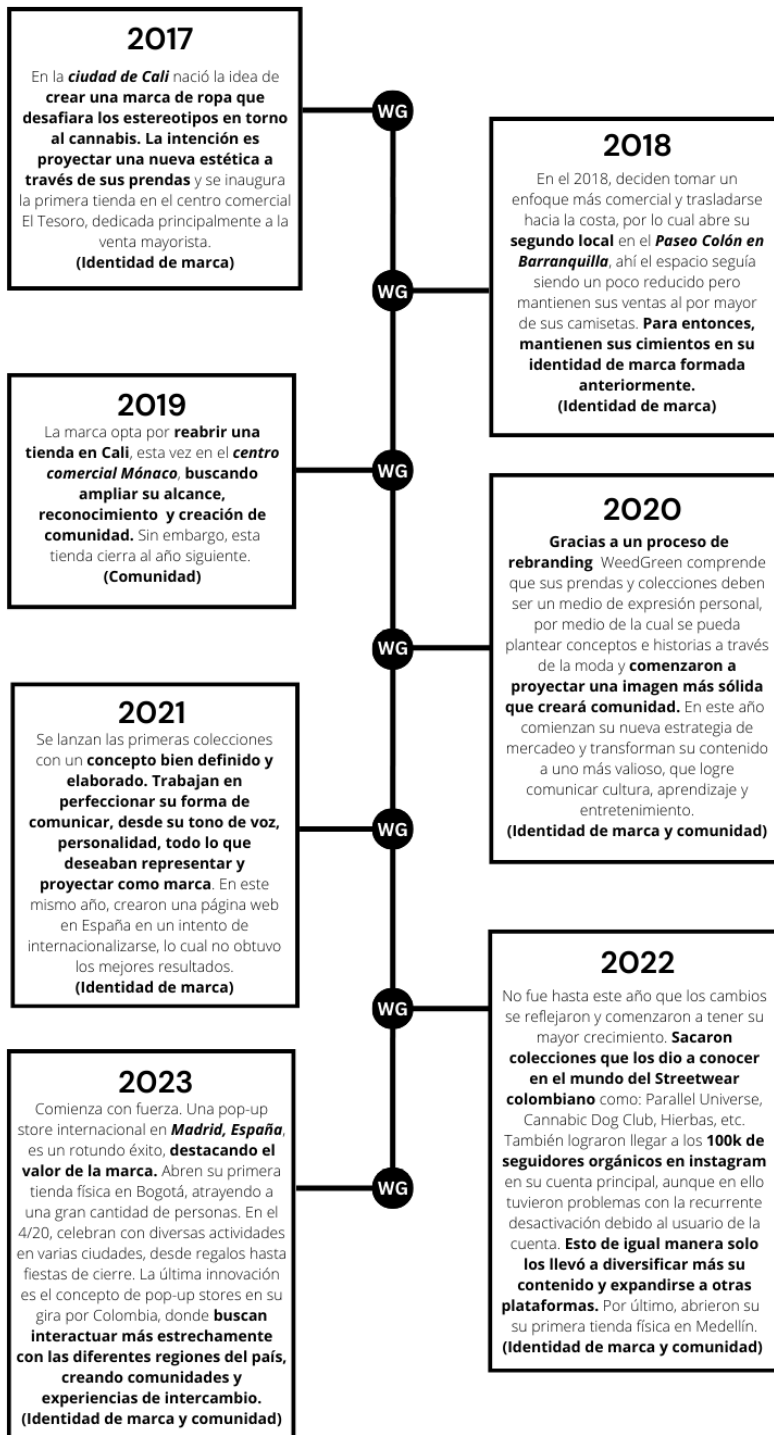 2017
En la ciudad de Cali nació la idea de
crear una marca de ropa que
desafiara los estereotipos en torno
al cannabis. La intención es
proyectar una nueva estética a
través de sus prendas y se inaugura
la primera tienda en el centro comercial
El Tesoro, dedicada principalmente a la
venta mayorista.
(Identidad de marca)
WG
2018
En el 2018, deciden tomar un
enfoque más comercial y trasladarse
hacia la costa, por lo cual abre su
segundo local en el Paseo Colón en
Barranquilla, ahí el espacio seguía
siendo un poco reducido pero
mantienen sus ventas al por mayor
de sus camisetas. Para entonces,
mantienen sus cimientos en su
identidad de marca formada
anteriormente.
(Identidad de marca)
WG
2019
La marca opta por reabrir una
tienda en Cali, esta vez en el centro
comercial Mónaco, buscando
ampliar su alcance,
reconocimiento y creación de
comunidad. Sin embargo, esta
tienda cierra al año siguiente.
(Comunidad)
WG
2020
Gracias a un proceso de
rebranding WeedGreen comprende
que sus prendas y colecciones deben
ser un medio de expresión personal,
por medio de la cual se pueda
plantear conceptos e historias a través
de la moda y comenzaron a
proyectar una imagen más sólida
que creará comunidad. En este año
comienzan su nueva estrategia de
mercadeo y transforman su contenido
a uno más valioso, que logre
comunicar cultura, aprendizaje y
entretenimiento.
(Identidad de marca y comunidad)
WG
2021
Se lanzan las primeras colecciones
con un concepto bien definido y
elaborado. Trabajan en
perfeccionar su forma de
comunicar, desde su tono de voz,
personalidad, todo lo que
deseaban representar y
proyectar como marca. En este
mismo año, crearon una página web
en España en un intento de
internacionalizarse, lo cual no obtuvo
los mejores resultados.
(Identidad de marca)
WG
2022
No fue hasta este año que los cambios
se reflejaron y comenzaron a tener su
mayor crecimiento. Sacaron
colecciones que los dio a conocer
en el mundo del Streetwear
colombiano como: Parallel Universe,
Cannabic Dog Club, Hierbas, etc.
También lograron llegar a los 100k de
seguidores orgánicos en instagram
en su cuenta principal, aunque en ello
tuvieron problemas con la recurrente
desactivación debido al usuario de la
cuenta. Esto de igual manera solo
los llevó a diversificar más su
contenido y expandirse a otras
plataformas. Por último, abrieron su
su primera tienda física en Medellín.
(Identidad de marca y comunidad)
WG
2023
Comienza con fuerza. Una pop-up
store internacional en Madrid, España,
es un rotundo éxito, destacando el
valor de la marca. Abren su primera
tienda física en Bogotá, atrayendo a
una gran cantidad de personas. En el
4/20, celebran con diversas actividades
en varias ciudades, desde regalos hasta
fiestas de cierre. La última innovación
es el concepto de pop-up stores en su
gira por Colombia, donde buscan
interactuar más estrechamente
con las diferentes regiones del país,
creando comunidades y
experiencias de intercambio.
(Identidad de marca y comunidad)
WG